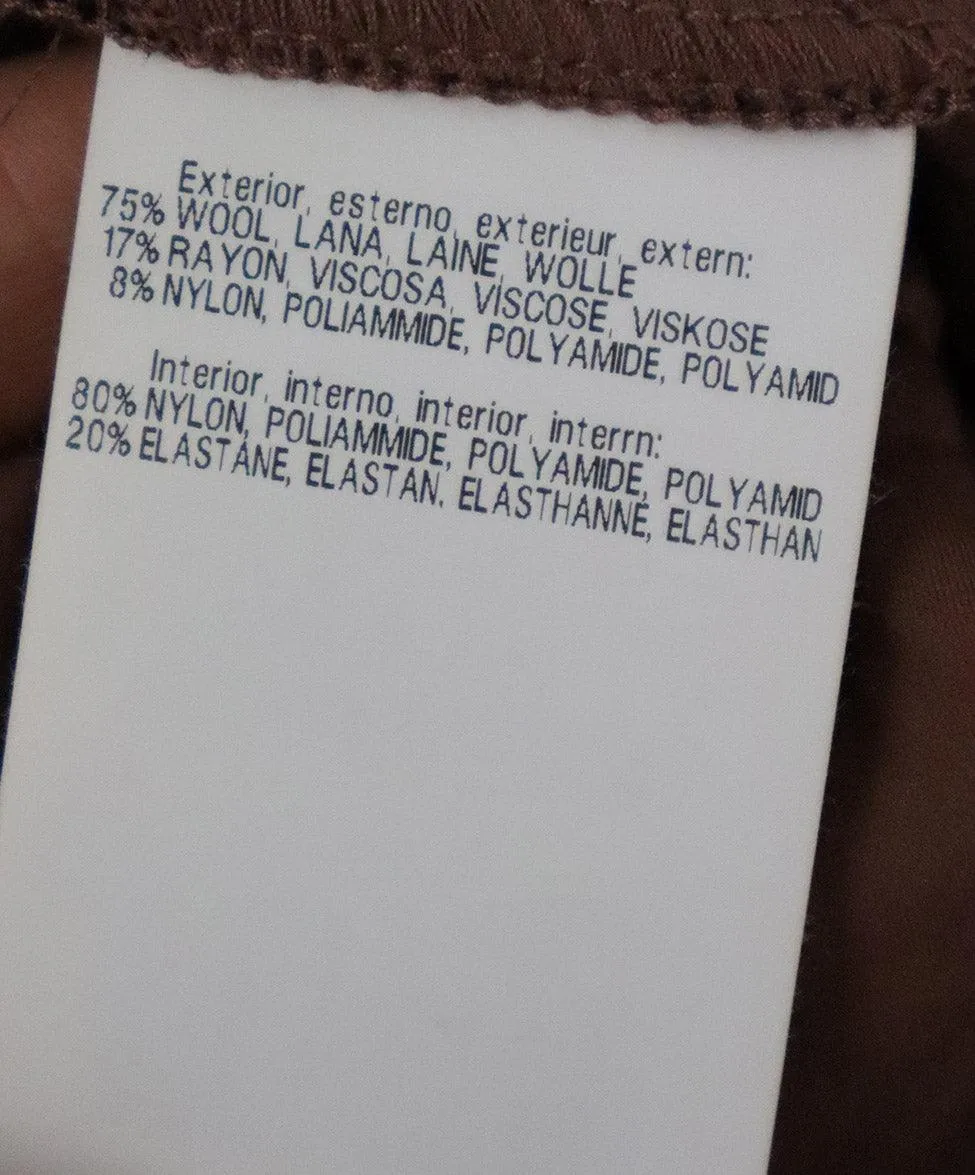 Exterior, esterno, exterieur, extern:
75% WOOL, LANA, LAINE, WOLLE
17% RAYON, VISCOSA, VISCOSE, VISKOSE
8% NYLON, POLIAMMIDE, POLYAMIDE, POLYAMID
Interior, interno, interior, interrn:
80% NYLON, POLIAMMIDE, POLYAMIDE, POLYAMID
20% ELASTANE, ELASTAN. ELASTHANNE, ELASTHAN